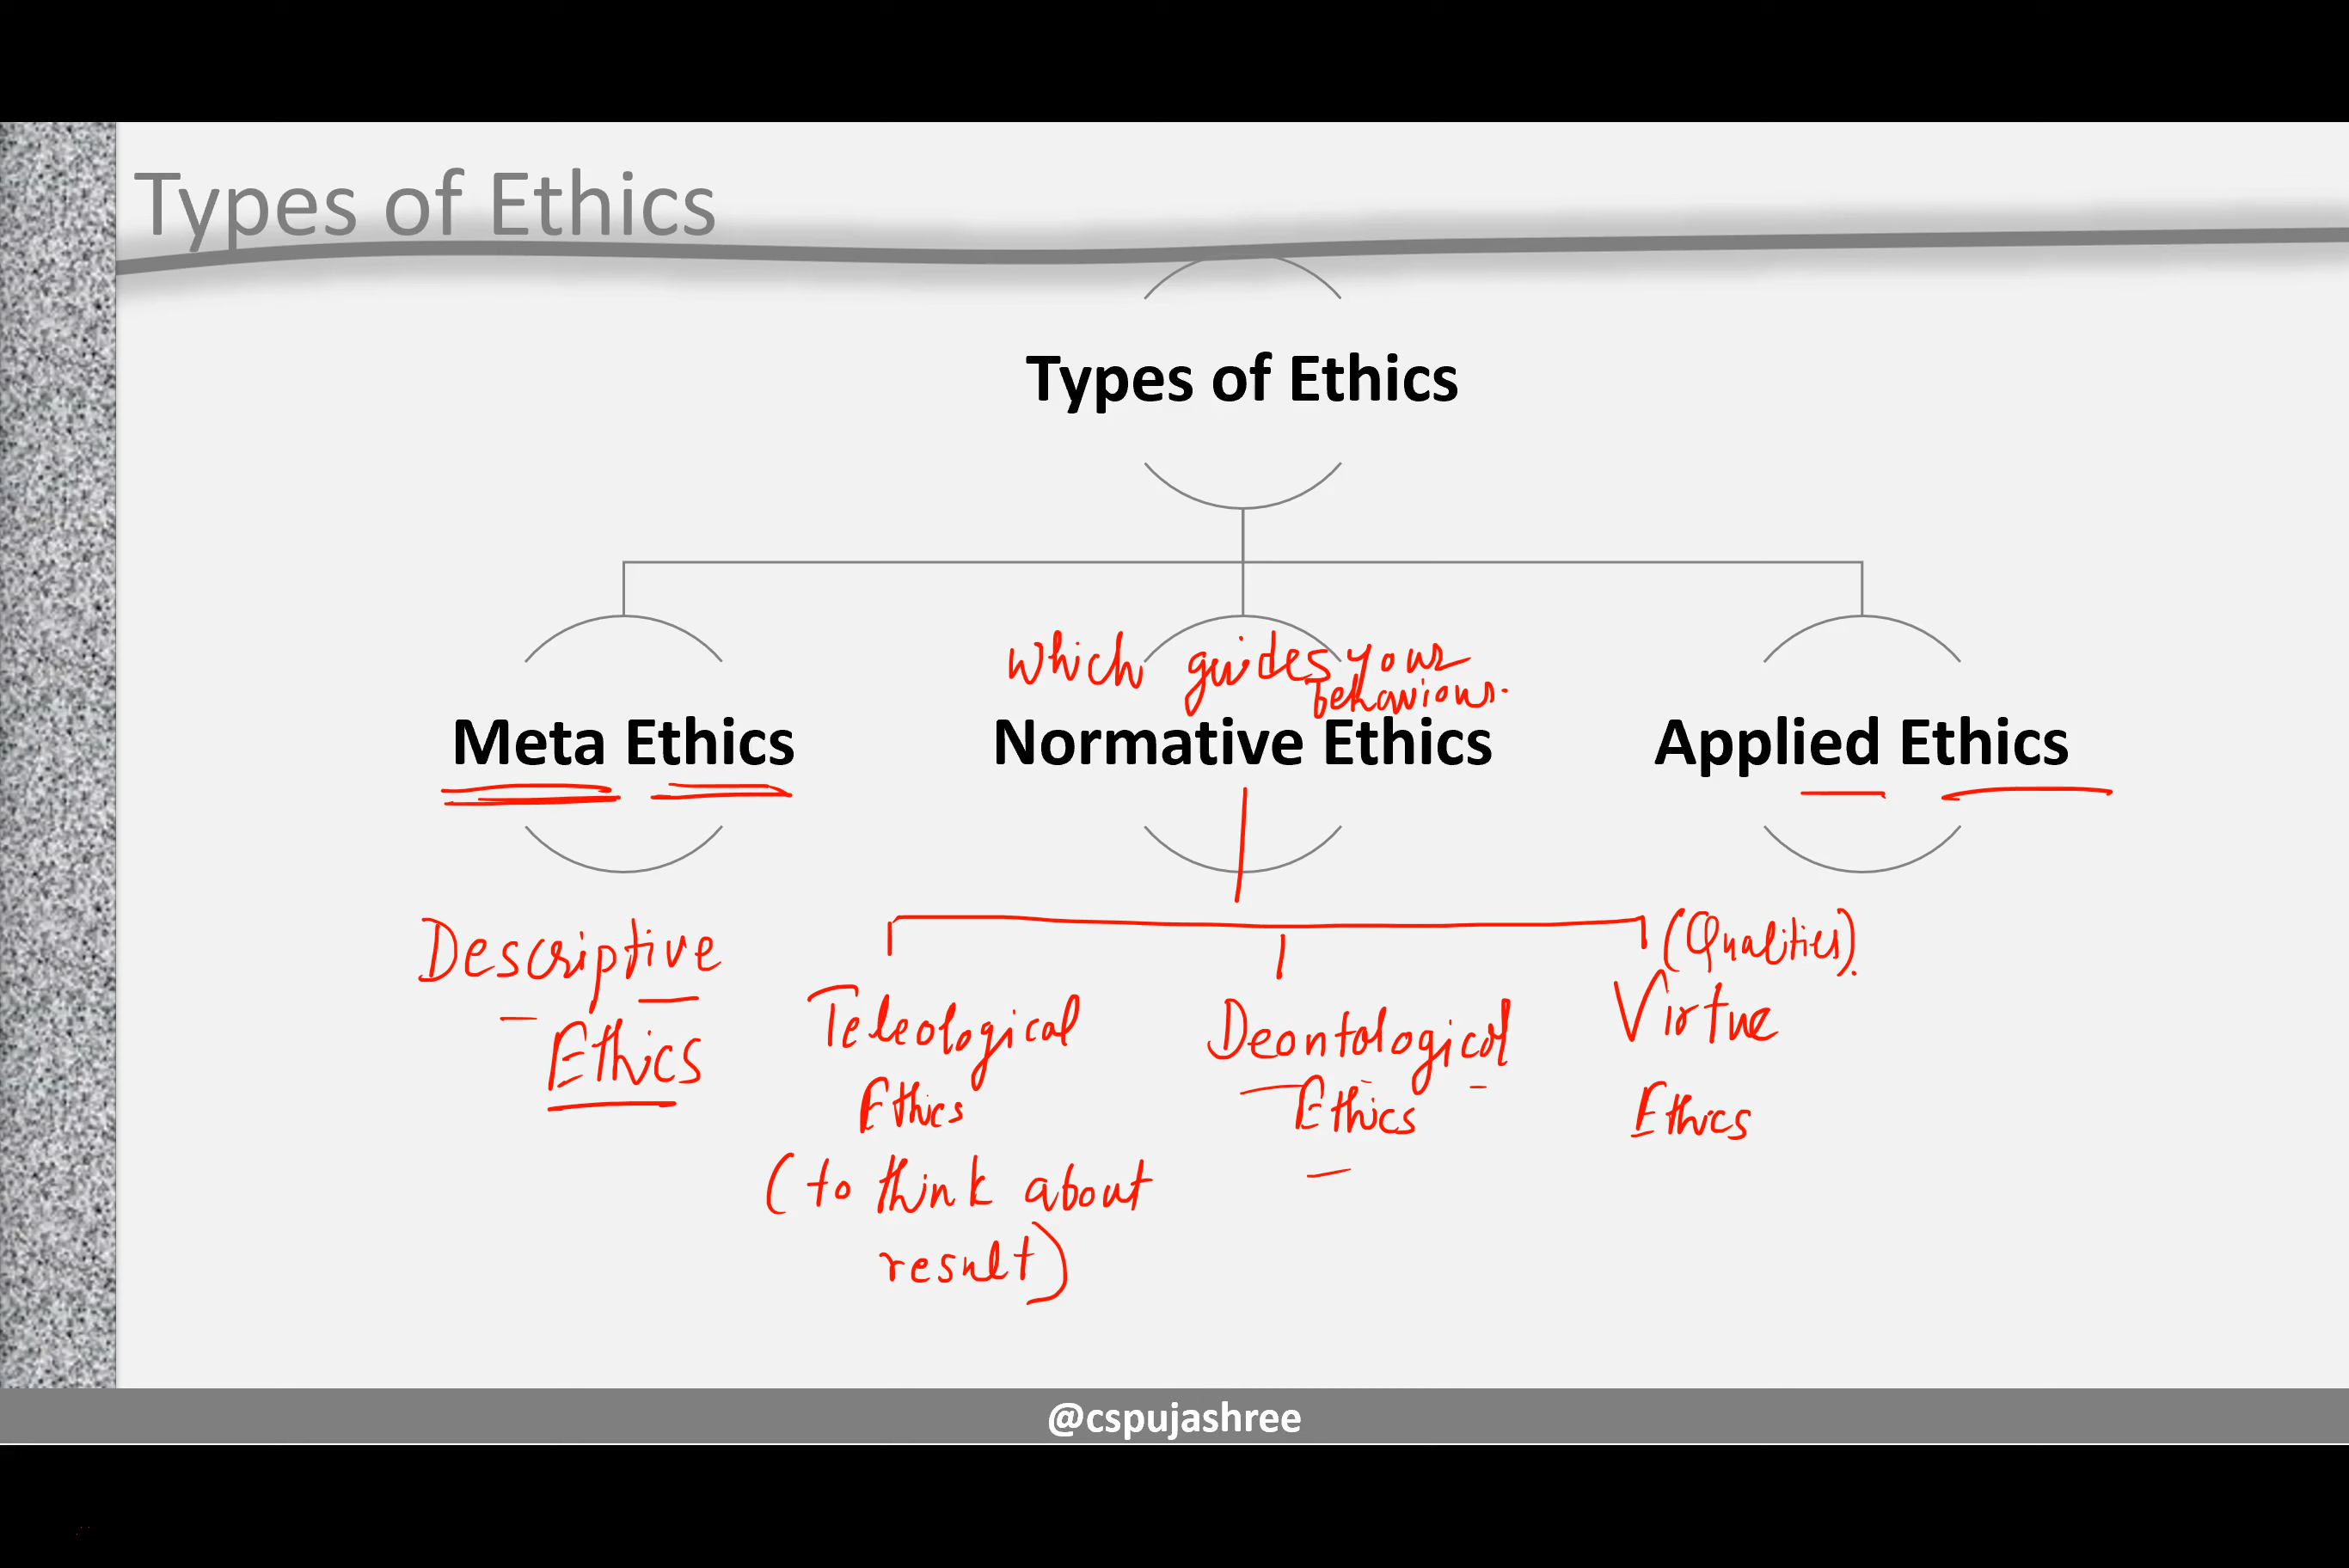 Types of Ethics
Types of Ethics
which guides your
behaviour.
Meta Ethics
Normative Ethics
Applied Ethics
Descriptive
Ethics
Teleological
Ethics
(to think about
result)
Deontological
Ethics
(Qualities).
Virtue
Ethics
@cspujashree